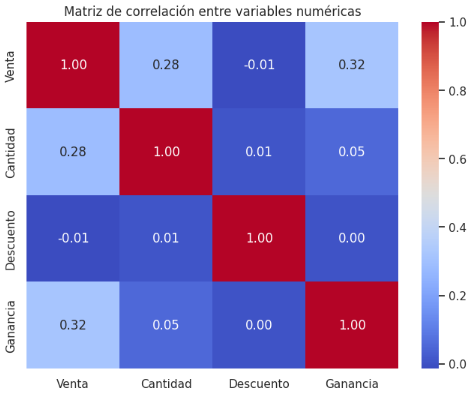 Matriz de correlación entre variables numéricas
Venta 1.00 0.28 -0.01 0.32
Cantidad 0.28 1.00 0.01 0.05
Descuento -0.01 0.01 1.00 0.00
Ganancia 0.32 0.05 0.00 1.00
Venta Cantidad Descuento Ganancia
1.0
0.8
0.6
0.4
0.2
0.0